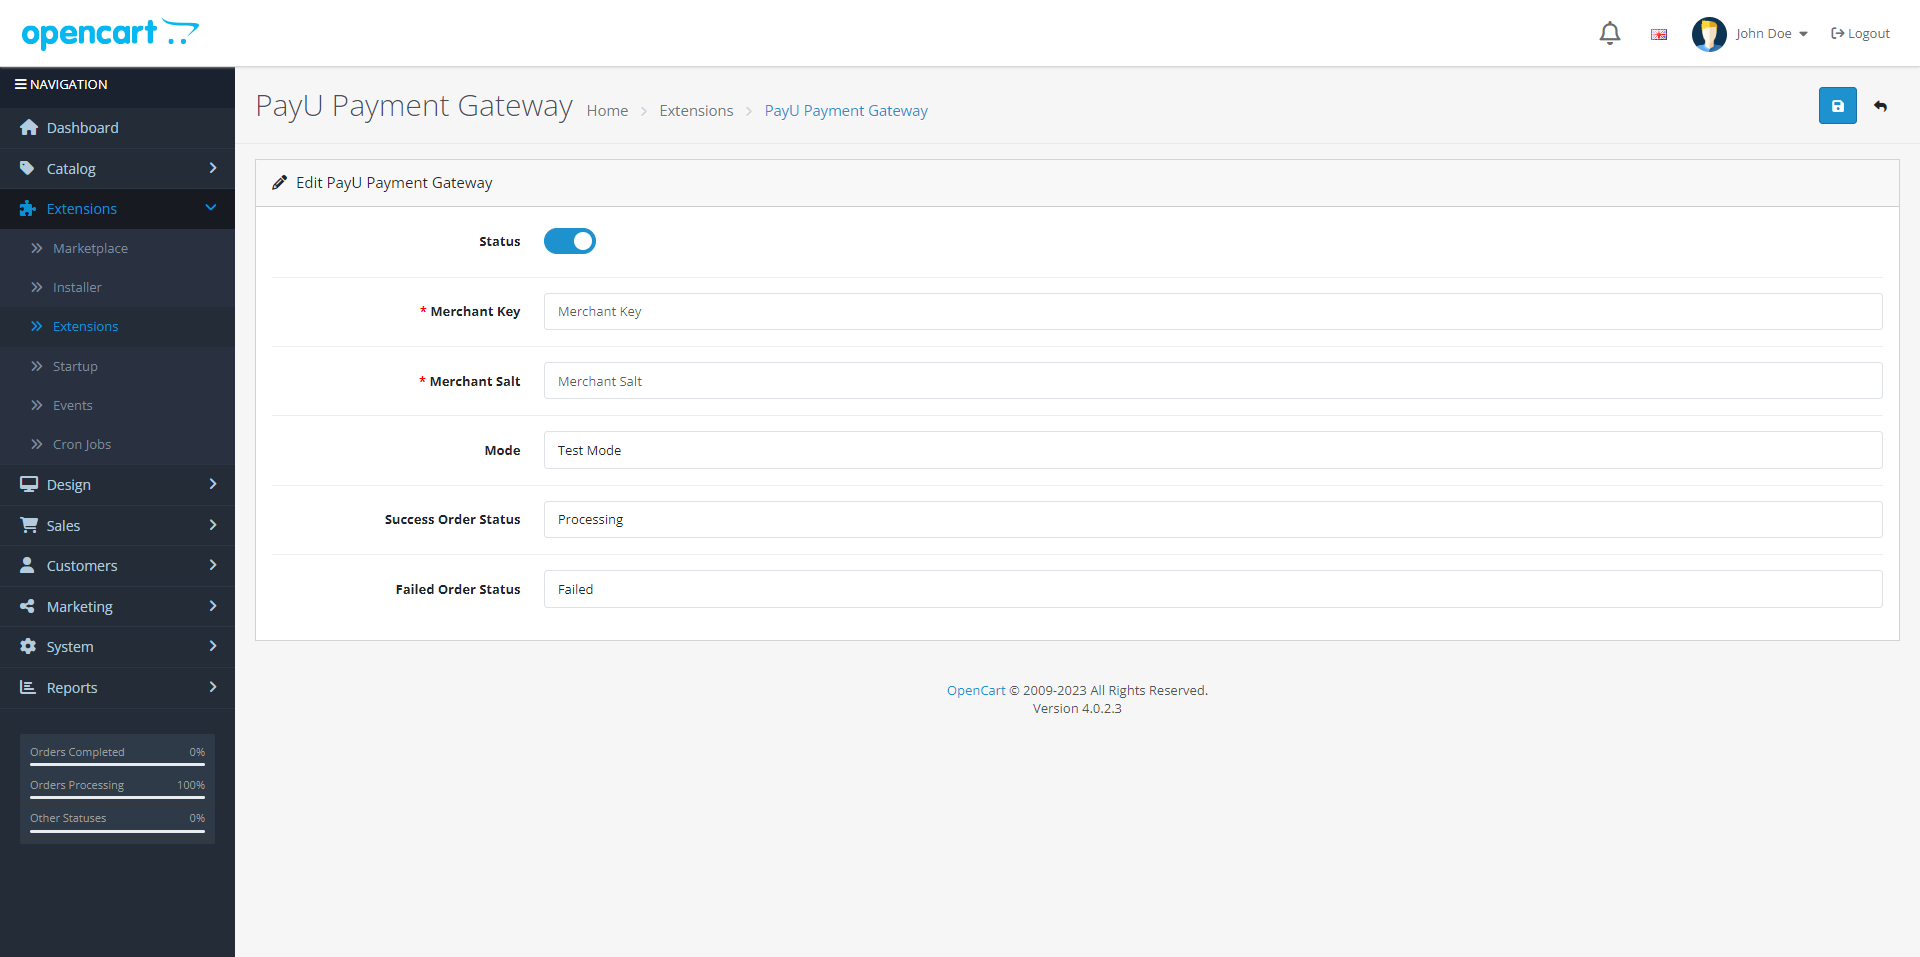 opencart
John Doe
Logout
NAVIGATION
Dashboard
Catalog
Extensions
Marketplace
Installer
Extensions
Startup
Events
Cron Jobs
Design
Sales
Customers
Marketing
System
Reports
Orders Completed 0%
Orders Processing 100%
Other Statuses 0%
PayU Payment Gateway
Home > Extensions > PayU Payment Gateway
Edit PayU Payment Gateway
Status
* Merchant Key Merchant Key
* Merchant Salt Merchant Salt
Mode Test Mode
Success Order Status Processing
Failed Order Status Failed
OpenCart © 2009-2023 All Rights Reserved.
Version 4.0.2.3